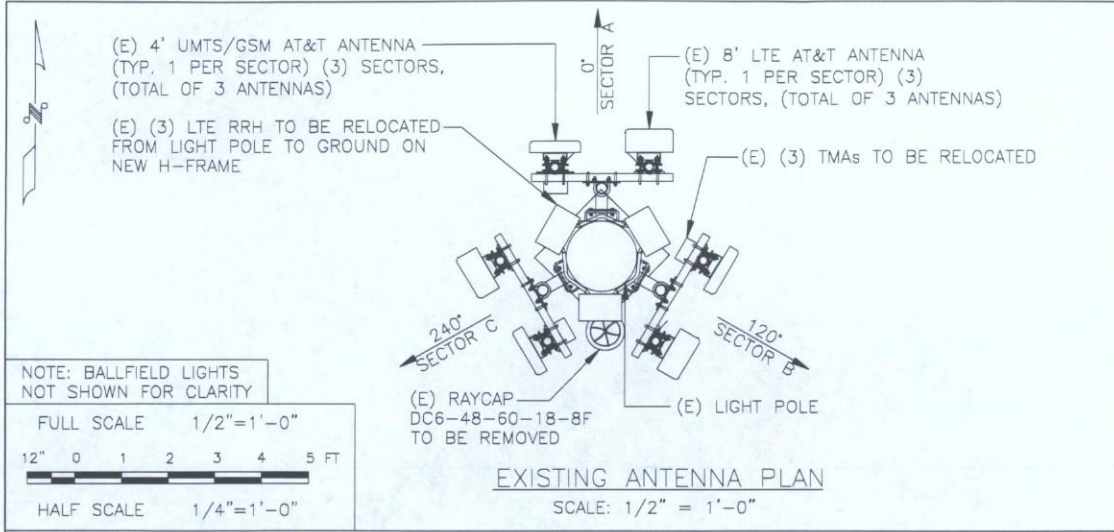 (E) 4' UMTS/GSM AT&T ANTENNA
(TYP. 1 PER SECTOR) (3) SECTORS,
(TOTAL OF 3 ANTENNAS)
(E) (3) LTE RRH TO BE RELOCATED
FROM LIGHT POLE TO GROUND ON
NEW H-FRAME
N
0°
SECTOR A
(E) 8' LTE AT&T ANTENNA
(TYP. 1 PER SECTOR) (3)
SECTORS, (TOTAL OF 3 ANTENNAS)
(E) (3) TMAs TO BE RELOCATED
240°
SECTOR C
120°
SECTOR B
(E) RAYCAP
DC6-48-60-18-8F
TO BE REMOVED
(E) LIGHT POLE
NOTE: BALLFIELD LIGHTS
NOT SHOWN FOR CLARITY
FULL SCALE 1/2"=1'-0"
12" 0 1 2 3 4 5 FT
HALF SCALE 1/4"=1'-0"
EXISTING ANTENNA PLAN
SCALE: 1/2" = 1'-0"